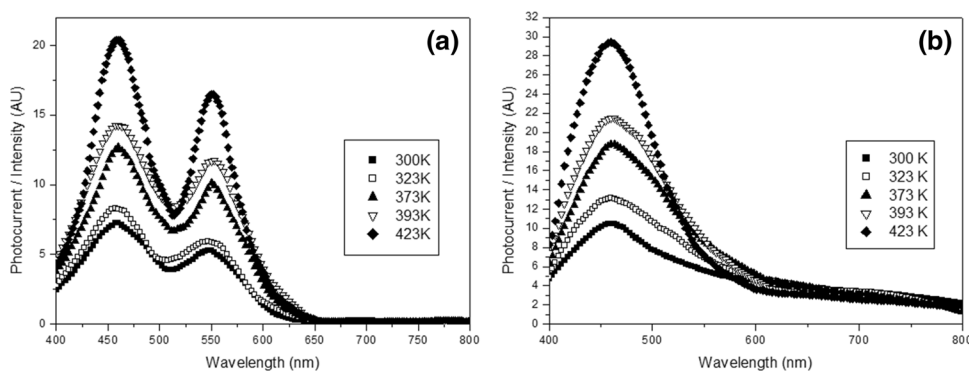 (a)
Photocurrent / Intensity (AU)
20
15
10
5
0
300K
323K
373K
393K
423K
400 450 500 550 600 650 700 750 800
Wavelength (nm)
(b)
Photocurrent / Intensity (AU)
32
30
28
26
24
22
20
18
16
14
12
10
8
6
4
2
0
300 K
323 K
373 K
393 K
423 K
400 500 600 700 800
Wavelength (nm)